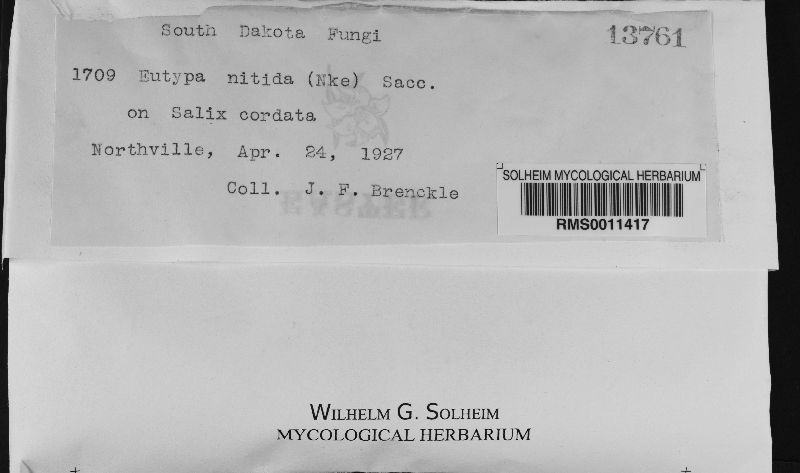 South Dakota Fungi
13761
1709 Eutypa nitida (Nke) Sacc.
on Salix cordata
Northville, Apr. 24, 1927
Coll. J. F. Brenckle
SOLHEIM MYCOLOGICAL HERBARIUM
RMS0011417
WILHELM G. SOLHEIM
MYCOLOGICAL HERBARIUM